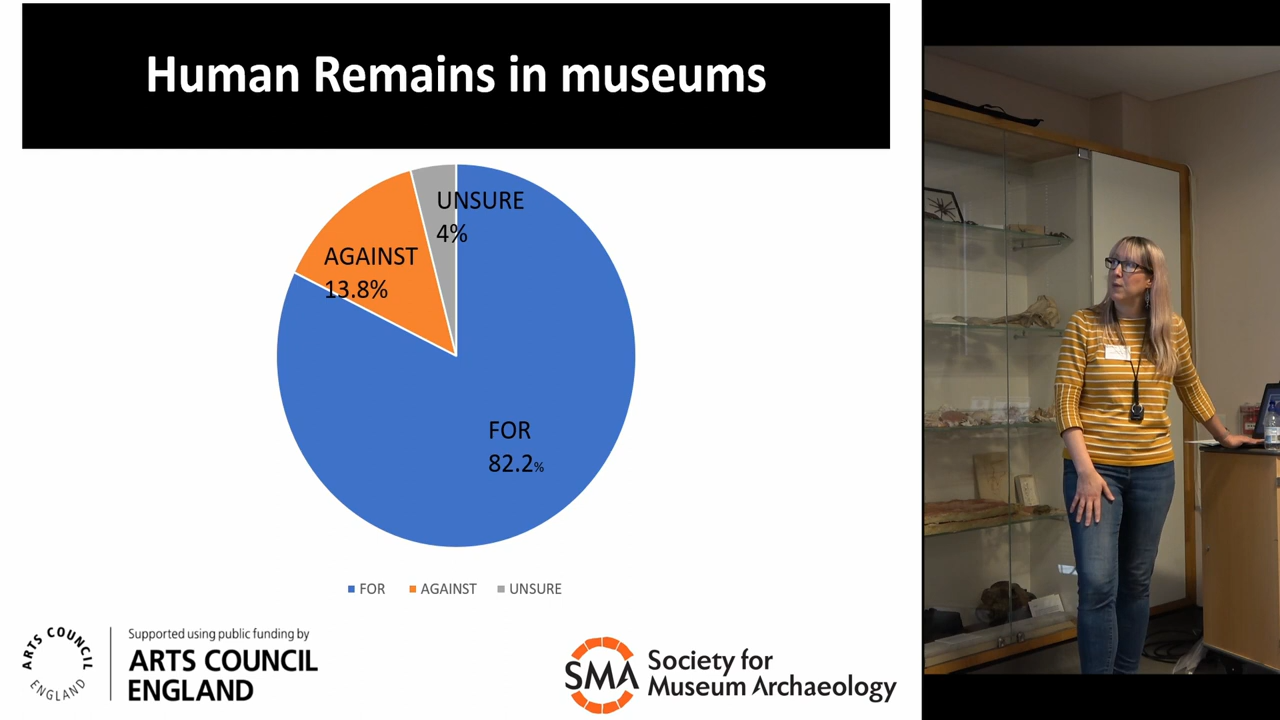 Human Remains in museums
UNSURE
4%
AGAINST
13.8%
FOR
82.2%
FOR AGAINST UNSURE
ARTS COUNCIL ENGLAND
Supported using public funding by
ARTS COUNCIL
ENGLAND
SMA
Society for
Museum Archaeology